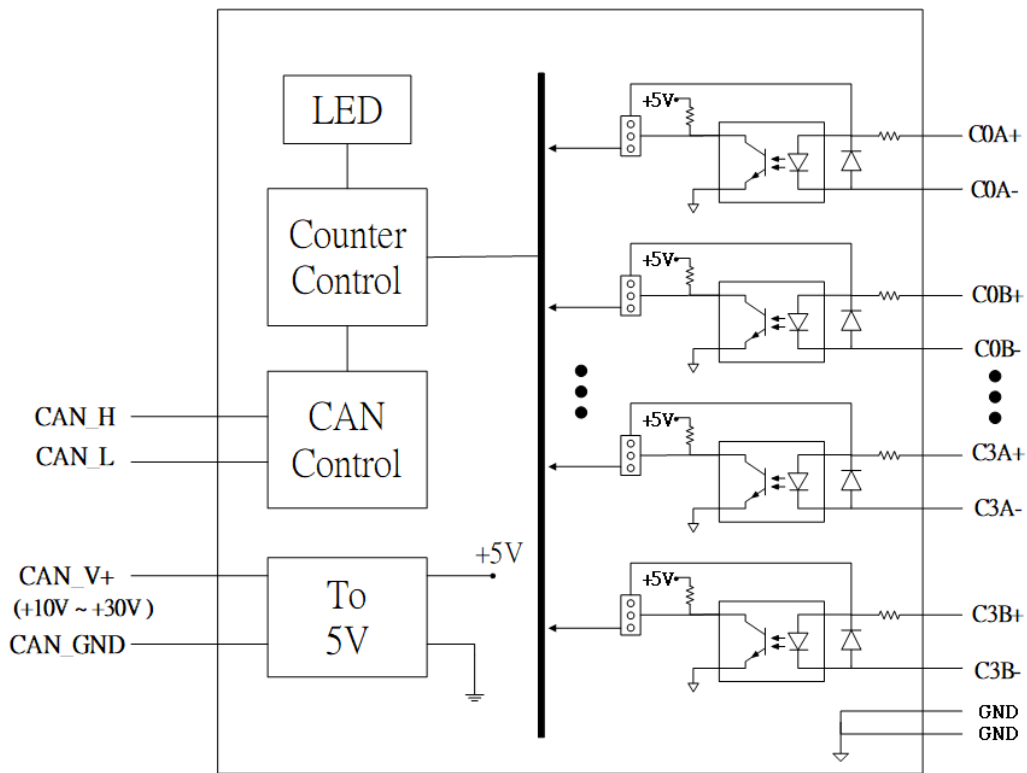 LED
Counter
Control
CAN
Control
CAN_H
CAN_L
CAN_V+
(+10V ~ +30V )
CAN_GND
To
5V
+5V
+5V
C0A+
C0A-
+5V
C0B+
C0B-
+5V
C3A+
C3A-
+5V
C3B+
C3B-
GND
GND